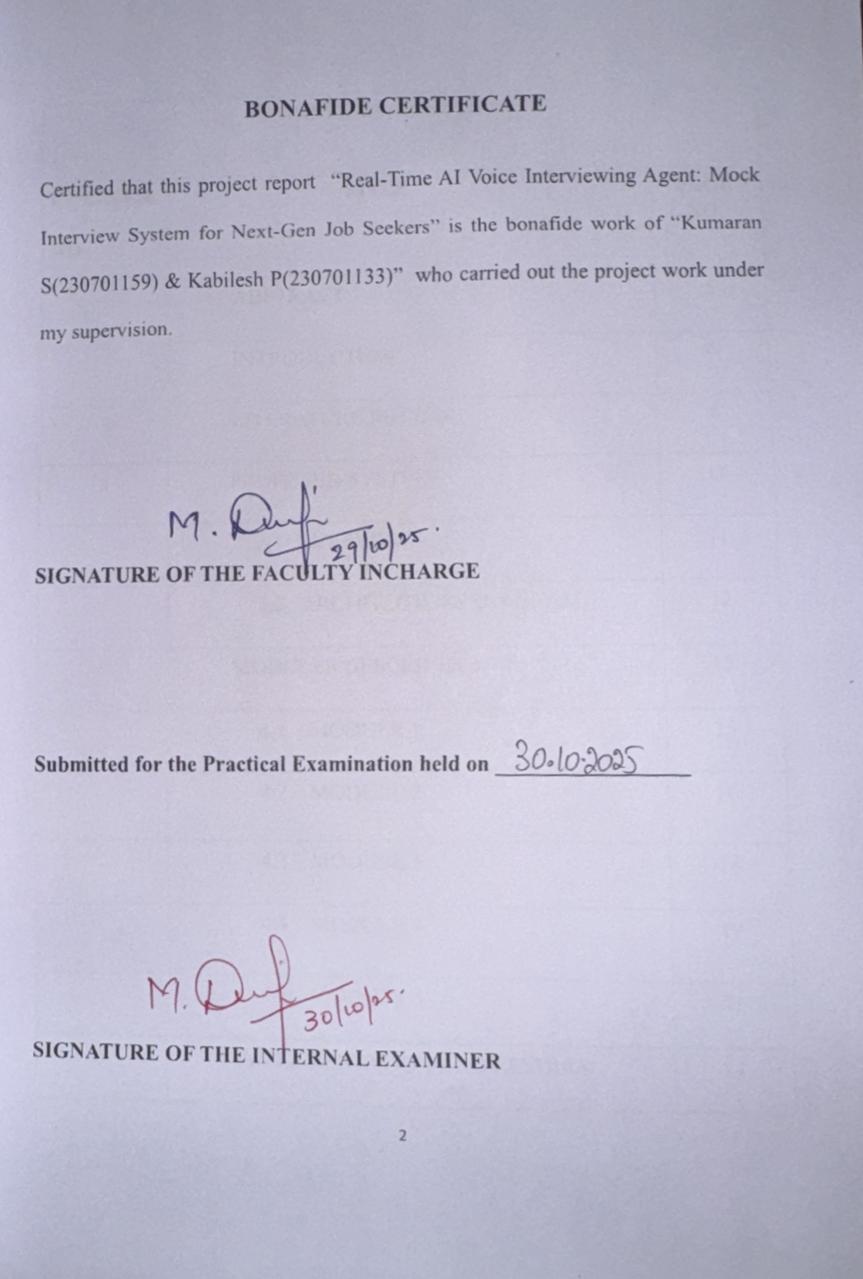 BONAFIDE CERTIFICATE
Certified that this project report “Real-Time AI Voice Interviewing Agent: Mock
Interview System for Next-Gen Job Seekers” is the bonafide work of “Kumaran
S(230701159) & Kabilesh P(230701133)” who carried out the project work under
my supervision.
M.
29/10/25.
SIGNATURE OF THE FACULTY INCHARGE
Submitted for the Practical Examination held on 30.10.2025
M.
30/10/25.
SIGNATURE OF THE INTERNAL EXAMINER
2